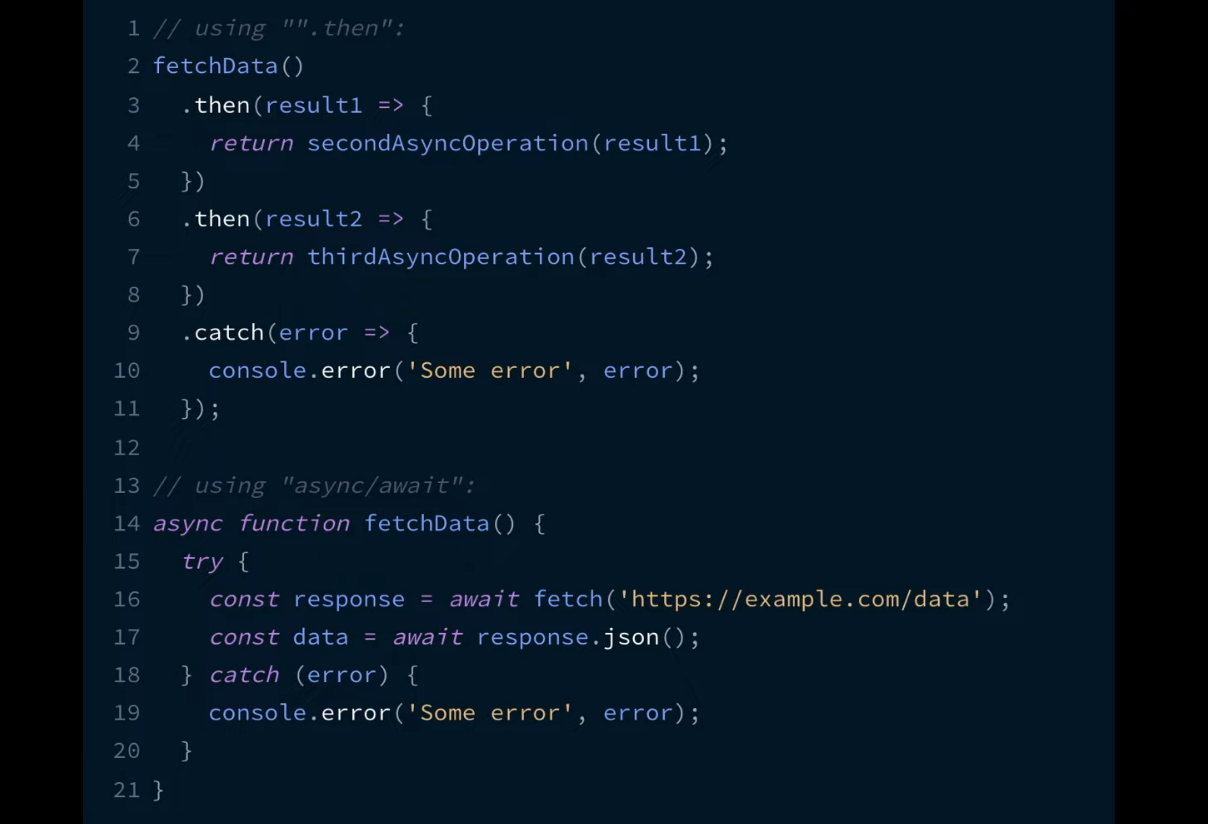 1 // using "".then":
2 fetchData()
3   .then(result1 => {
4     return secondAsyncOperation(result1);
5   })
6   .then(result2 => {
7     return thirdAsyncOperation(result2);
8   })
9   .catch(error => {
10     console.error('Some error', error);
11   });
12
13 // using "async/await":
14 async function fetchData() {
15   try {
16     const response = await fetch('https://example.com/data');
17     const data = await response.json();
18   } catch (error) {
19     console.error('Some error', error);
20   }
21 }